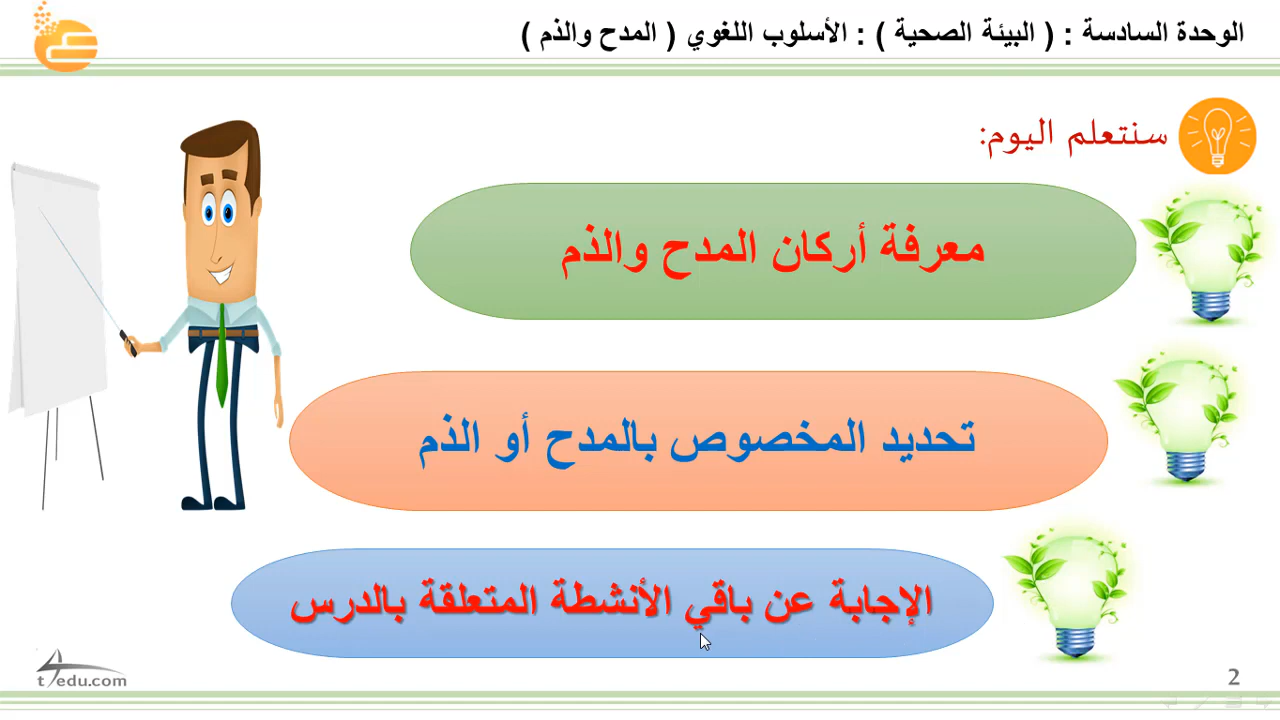 الوحدة السادسة : ( البيئة الصحية ) : الأسلوب اللغوي ( المدح والذم )
سنتعلم اليوم:
معرفة أركان المدح والذم
تحديد المخصوص بالمدح أو الذم
الإجابة عن باقي الأنشطة المتعلقة بالدرس
t4edu.com
2